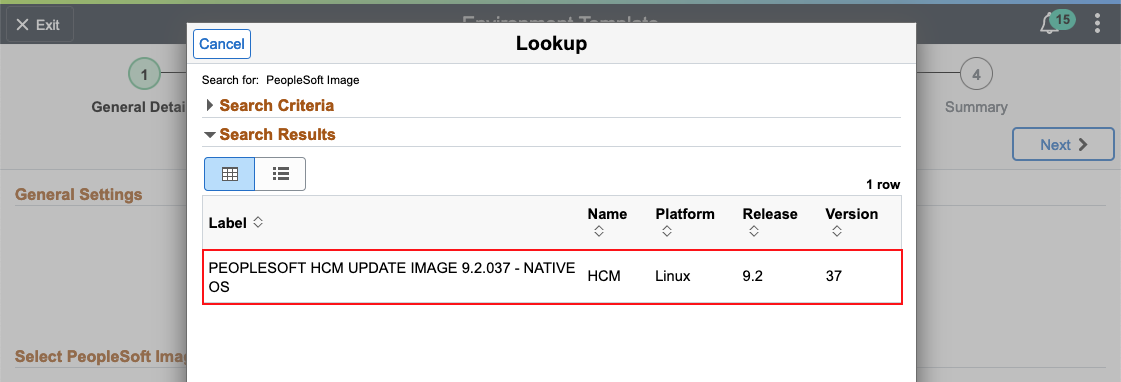 Exit
Environment Template
15
Cancel
Lookup
1
General Detai
4
Summary
Next
Search for: PeopleSoft Image
Search Criteria
Search Results
1 row
General Settings
Label
Name
Platform
Release
Version
PEOPLESOFT HCM UPDATE IMAGE 9.2.037 - NATIVE
OS
HCM
Linux
9.2
37
Select PeopleSoft Ima